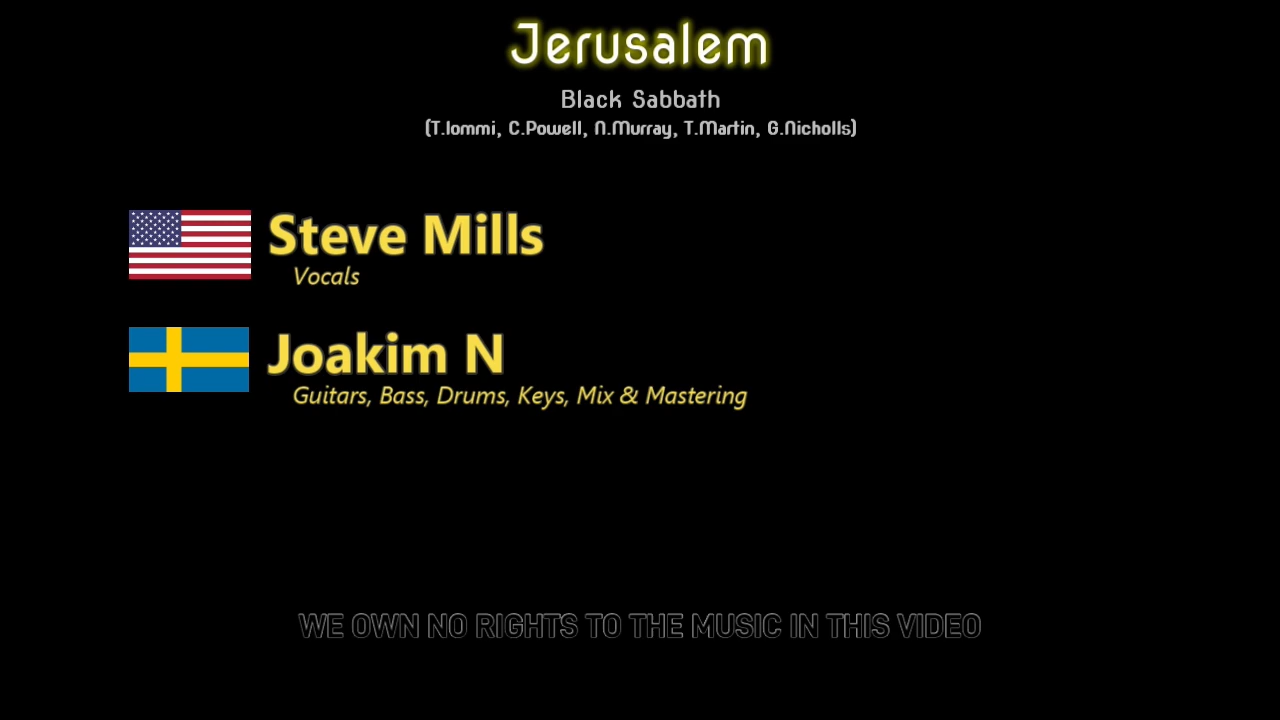 Jerusalem
Black Sabbath
(T.Iommi, C.Powell, N.Murray, T.Martin, G.Nicholls)
Steve Mills
Vocals
Joakim N
Guitars, Bass, Drums, Keys, Mix & Mastering
WE OWN NO RIGHTS TO THE MUSIC IN THIS VIDEO